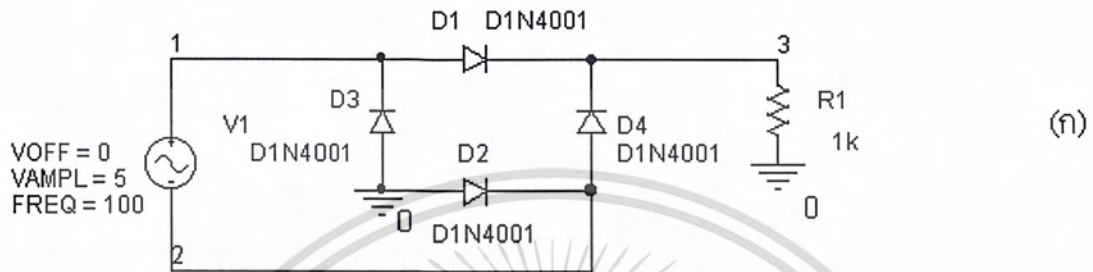 D1 D1N4001
1
3
D3
V1
D1N4001
D4
D1N4001
R1
1k
(ก)
VOFF = 0
VAMPL = 5
FREQ = 100
D2
0
D1N4001
0
2